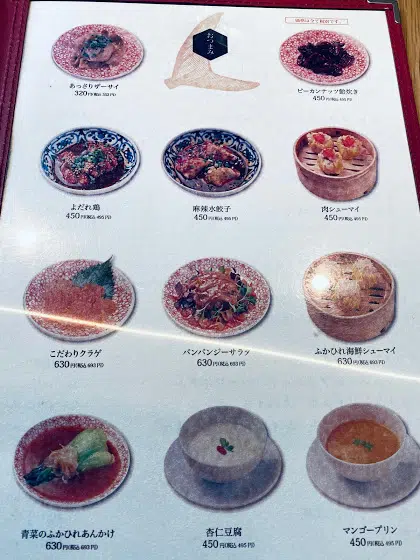 おつまみ
価格は全て税別です。
あっさりザーサイ
320円(税込 352円)
ピーカンナッツ飴炊き
450円(税込 495円)
よだれ鶏
450円(税込 495円)
麻辣水餃子
450円(税込 495円)
肉シューマイ
450円(税込 495円)
こだわりクラゲ
630円(税込 693円)
バンバンジーサラダ
630円(税込 693円)
ふかひれ海鮮シューマイ
630円(税込 693円)
青菜のふかひれあんかけ
630円(税込 693円)
杏仁豆腐
450円(税込 495円)
マンゴープリン
450円(税込 495円)